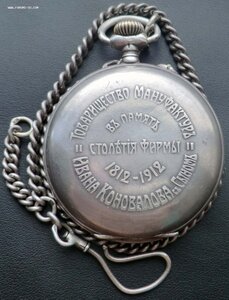 Товарищество Мануфактуръ
въ память
столѣтія фирмы
1812-1912
Ивана Коновалова съ Сыномъ